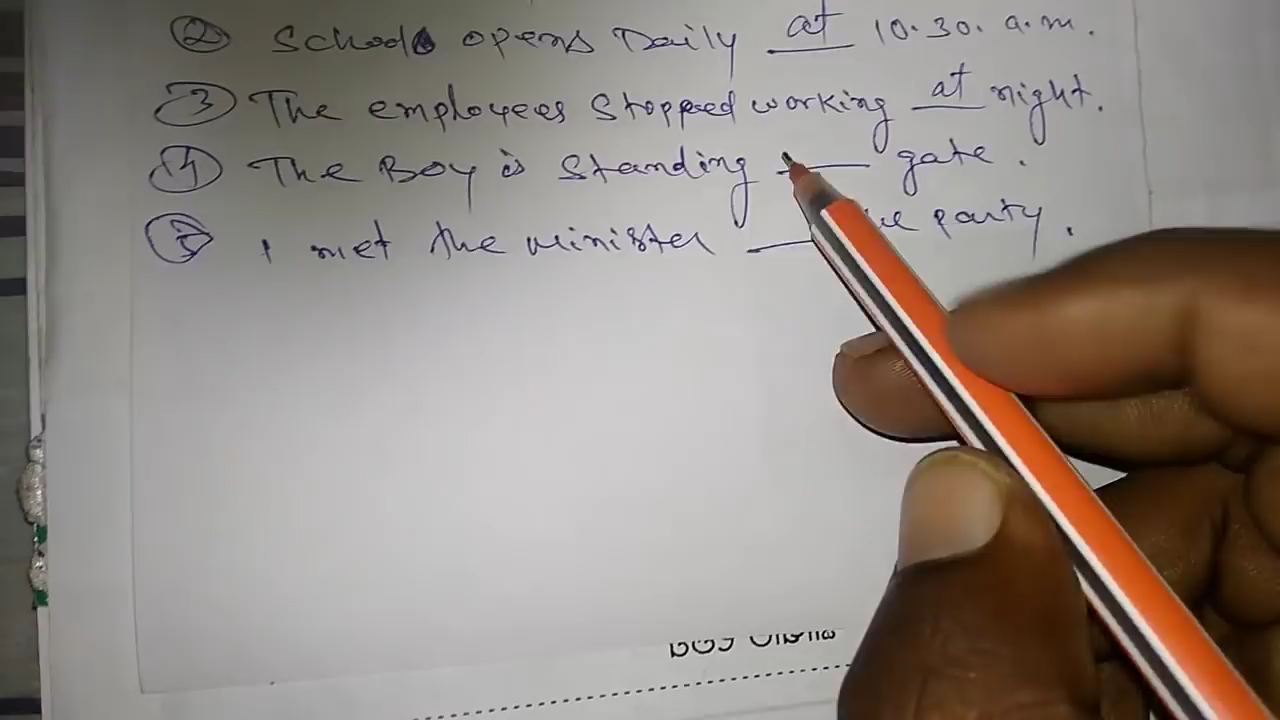 ② School opens Daily at 10.30. a.m.
③ The employees stopped working at night.
④ The Boy is standing ___ gate.
⑤ I met the minister ___ party.